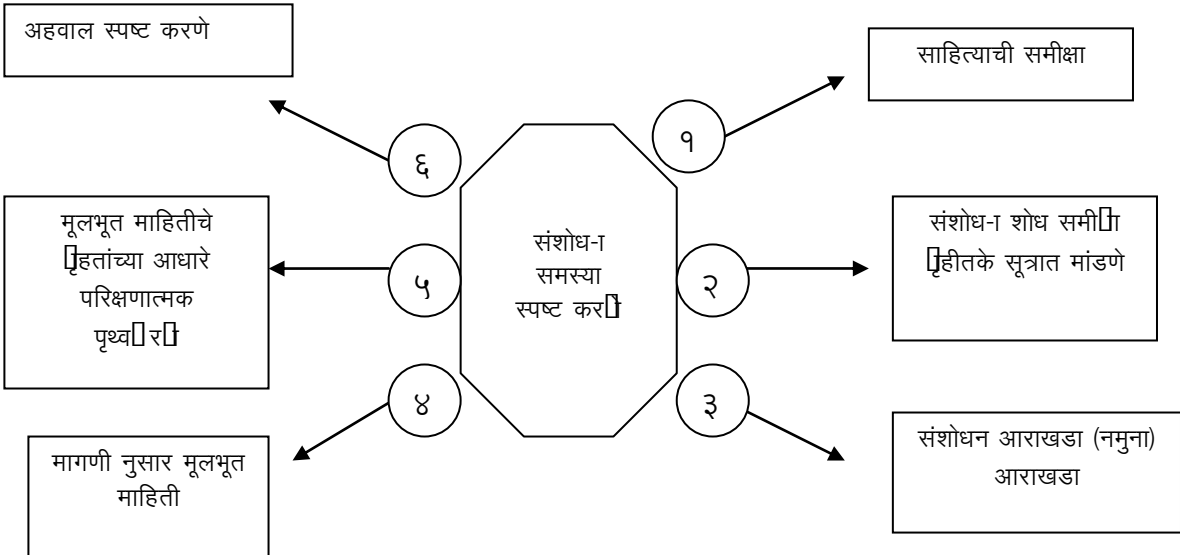 अहवाल स्पष्ट करणे
साहित्याची समीक्षा
६
१
मूलभूत माहितीचे
आधारे
परिक्षणात्मक
५
संशोध-ा
समस्या
स्पष्ट
२
संशोध-ा शोध
सूत्रात मांडणे
४
३
मागणी नुसार मूलभूत
माहिती
संशोधन आराखडा (नमुना)
आराखडा